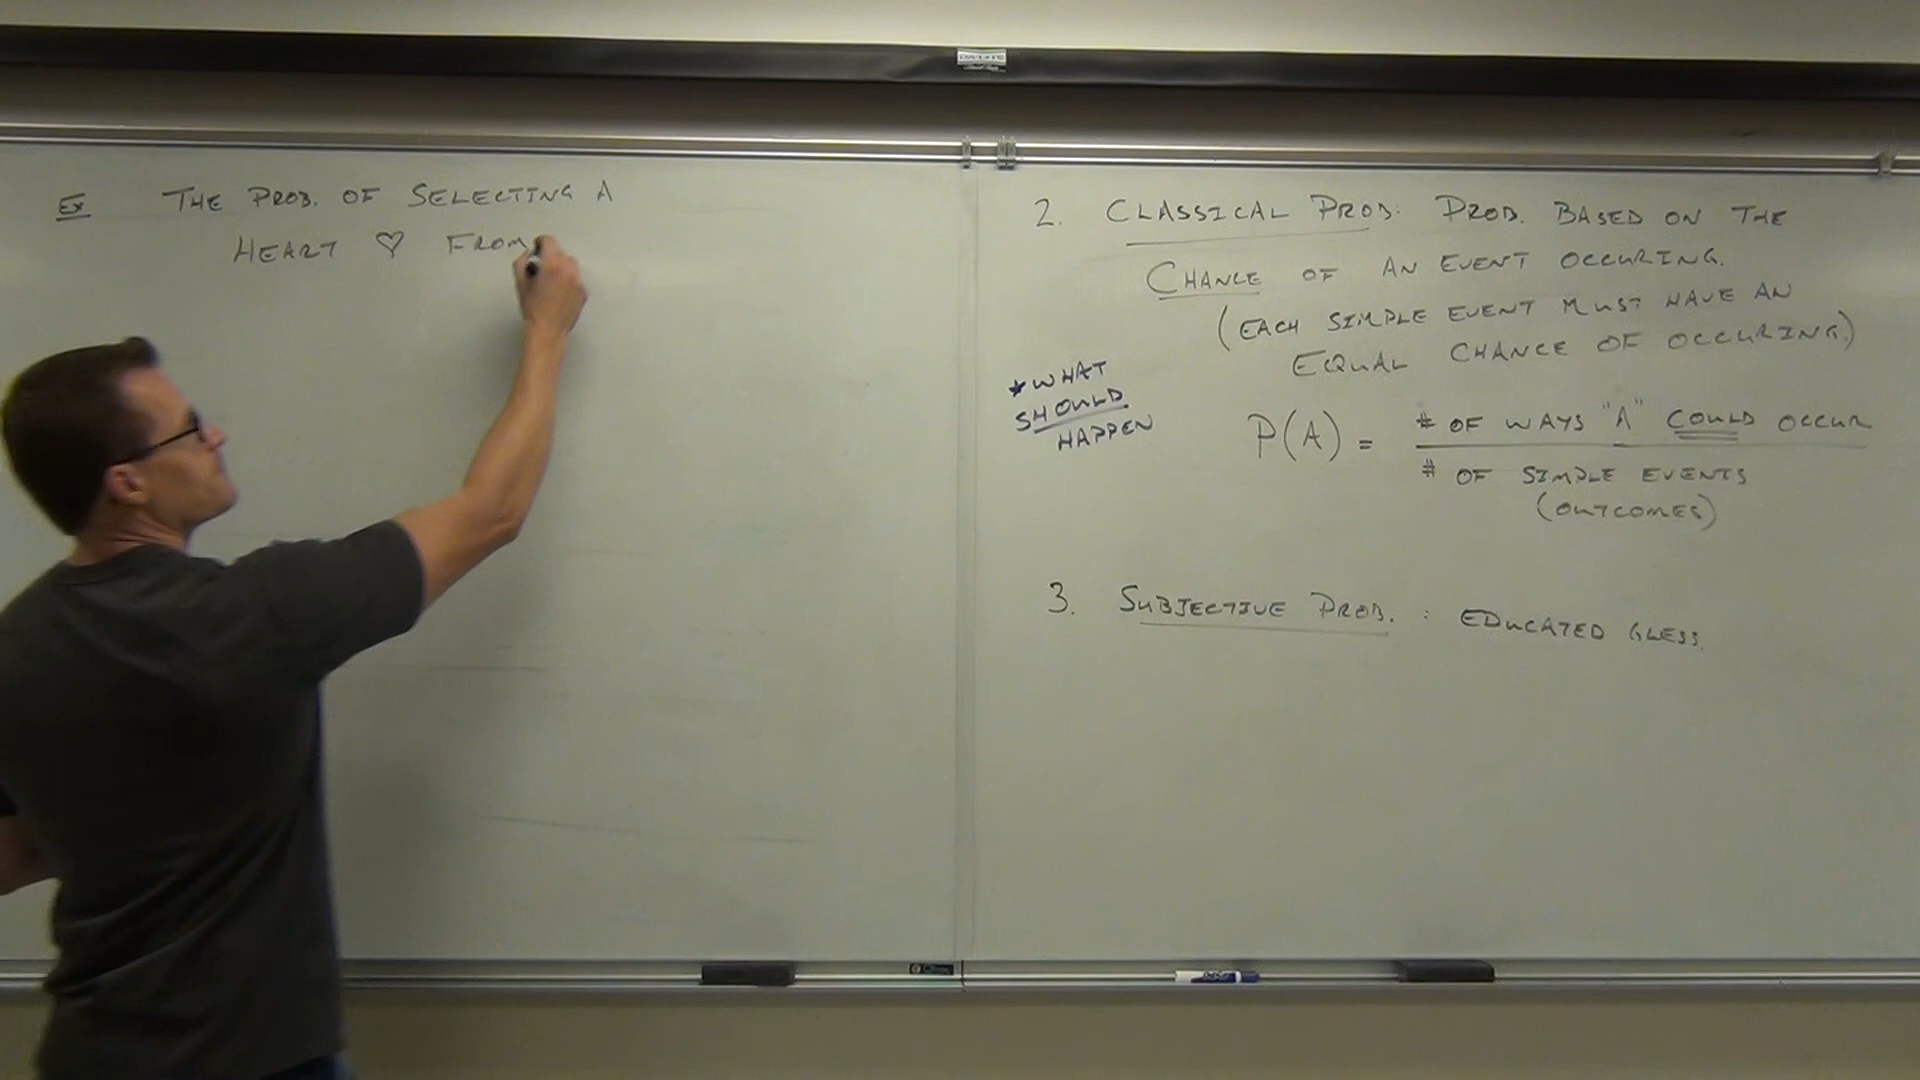 Ex THE PROB. OF SELECTING A
HEART ♡ FROM
2. CLASSICAL PROB. PROB. BASED ON THE
CHANCE OF AN EVENT OCCURING.
(EACH SIMPLE EVENT MUST HAVE AN
EQUAL CHANCE OF OCCURING.)
* WHAT
SHOULD
HAPPEN
P(A) = # OF WAYS "A" COULD OCCUR
# OF SIMPLE EVENTS
(OUTCOMES)
3. SUBJECTIVE PROB. : EDUCATED GUESS.